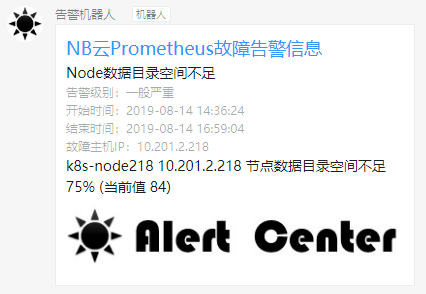 告警机器人 机器人
NB云Prometheus故障告警信息
Node数据目录空间不足
告警级别：一般严重
开始时间：2019-08-14 14:36:24
结束时间：2019-08-14 16:59:04
故障主机IP：10.201.2.218
k8s-node218 10.201.2.218 节点数据目录空间不足
75% (当前值 84)
Alert Center